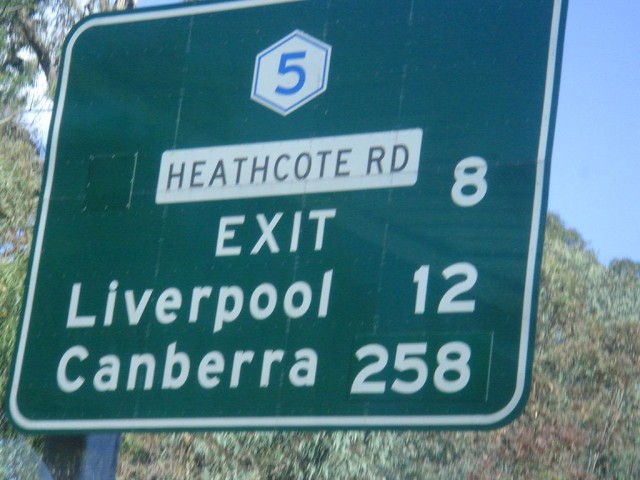 5
HEATHCOTE RD 8
EXIT
Liverpool 12
Canberra 258